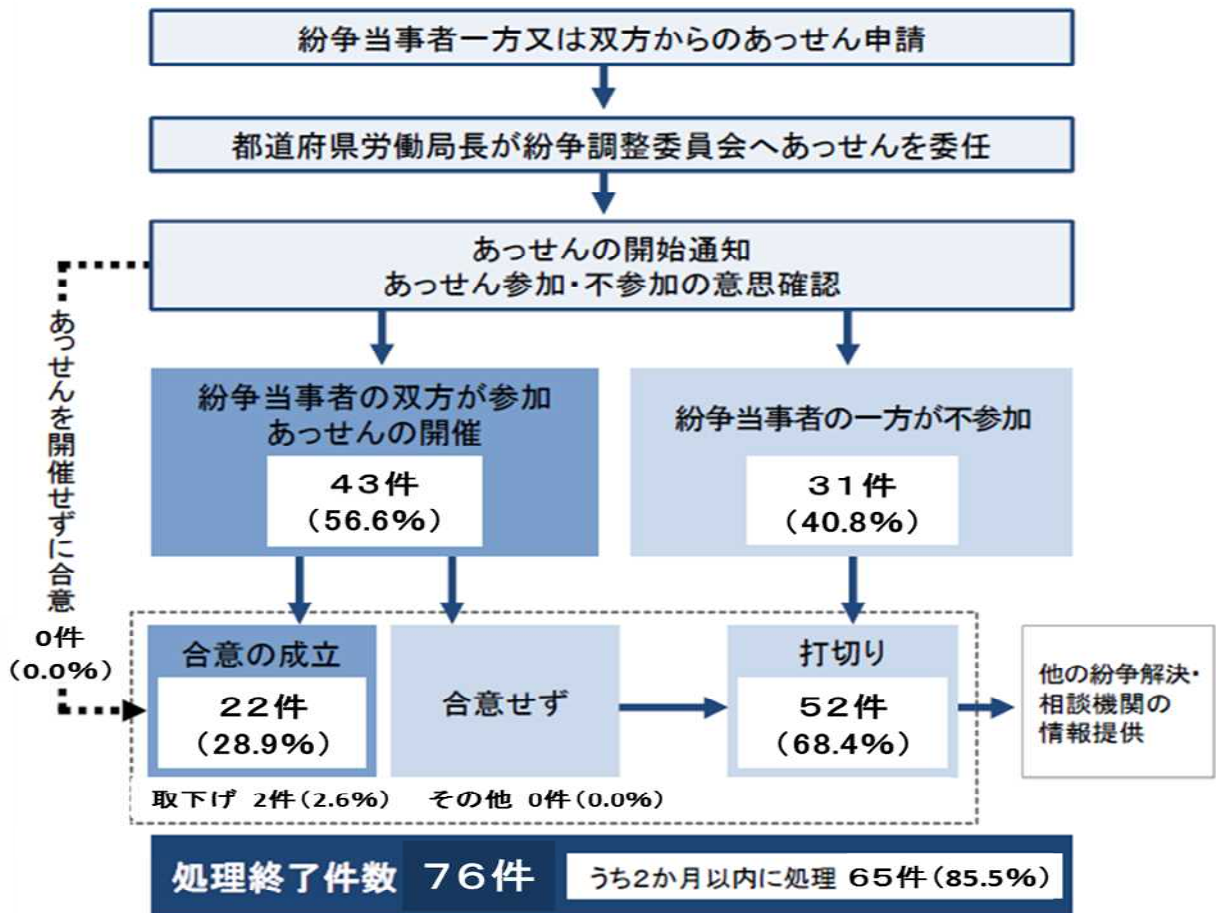 紛争当事者一方又は双方からのあっせん申請
都道府県労働局長が紛争調整委員会へあっせんを委任
あっせんの開始通知
あっせん参加・不参加の意思確認
あっせんを開催せずに合意
0件
(0.0%)
紛争当事者の双方が参加
あっせんの開催
43件
(56.6%)
紛争当事者の一方が不参加
31件
(40.8%)
合意の成立
22件
(28.9%)
合意せず
打切り
52件
(68.4%)
他の紛争解決・
相談機関の
情報提供
取下げ 2件(2.6%) その他 0件(0.0%)
処理終了件数 76件 うち2か月以内に処理 65件(85.5%)